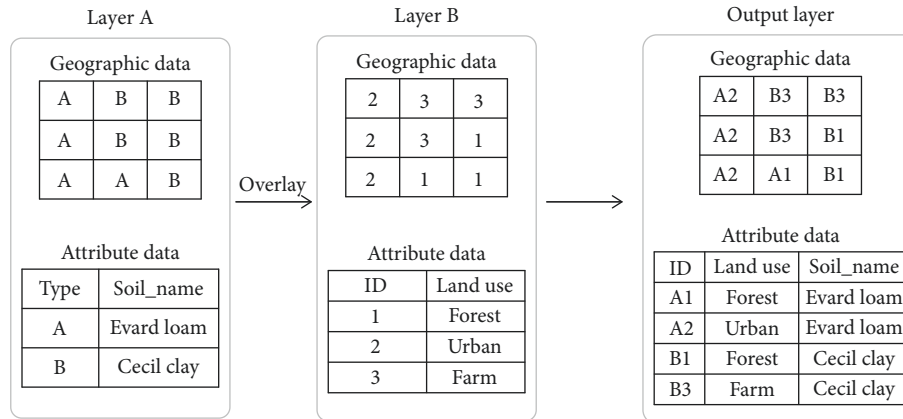 Layer A
Geographic data
A B B
A B B
A A B
Attribute data
Type Soil_name
A Evard loam
B Cecil clay
Overlay
Layer B
Geographic data
2 3 3
2 3 1
2 1 1
Attribute data
ID Land use
1 Forest
2 Urban
3 Farm
Output layer
Geographic data
A2 B3 B3
A2 B3 B1
A2 A1 B1
Attribute data
ID Land use Soil_name
A1 Forest Evard loam
A2 Urban Evard loam
B1 Forest Cecil clay
B3 Farm Cecil clay